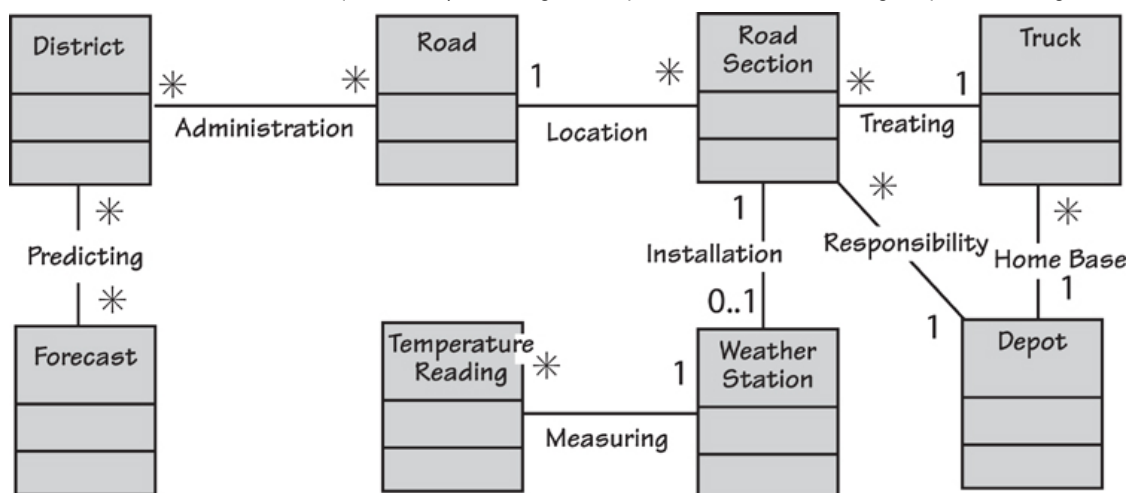 District
Road
Road
Section
Truck
* * 1 * * 1
Administration
Location
Treating
* 1 * *
Predicting
Installation
Responsibility
Home Base
* 0..1 1 1
Forecast
Temperature
Reading
* 1
Weather
Station
Depot
Measuring